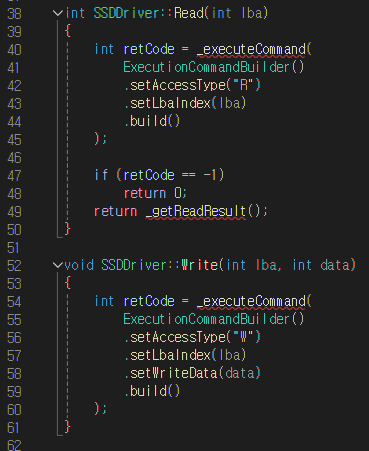 38 int SSDDriver::Read(int lba)
39 {
40 int retCode = _executeCommand(
41 ExecutionCommandBuilder()
42 .setAccessType("R")
43 .setLbaIndex(lba)
44 .build()
45 );
46
47 if (retCode == -1)
48 return 0;
49 return _getReadResult();
50 }
51
52 void SSDDriver::Write(int lba, int data)
53 {
54 int retCode = _executeCommand(
55 ExecutionCommandBuilder()
56 .setAccessType("W")
57 .setLbaIndex(lba)
58 .setWriteData(data)
59 .build()
60 );
61 }
62